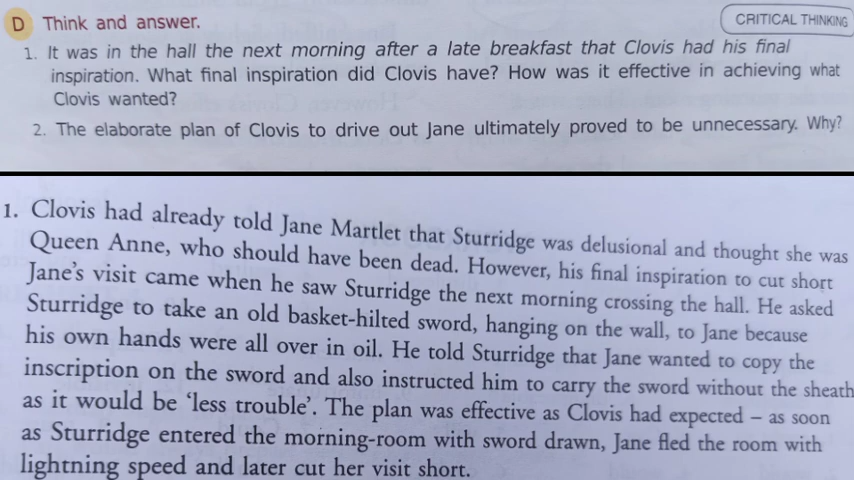 D Think and answer.
CRITICAL THINKING
1. It was in the hall the next morning after a late breakfast that Clovis had his final
inspiration. What final inspiration did Clovis have? How was it effective in achieving what
Clovis wanted?
2. The elaborate plan of Clovis to drive out Jane ultimately proved to be unnecessary. Why?
1. Clovis had already told Jane Martlet that Sturridge was delusional and thought she was
Queen Anne, who should have been dead. However, his final inspiration to cut short
Jane's visit came when he saw Sturridge the next morning crossing the hall. He asked
Sturridge to take an old basket-hilted sword, hanging on the wall, to Jane because
his own hands were all over in oil. He told Sturridge that Jane wanted to copy the
inscription on the sword and also instructed him to carry the sword without the sheath
as it would be 'less trouble'. The plan was effective as Clovis had expected – as soon
as Sturridge entered the morning-room with sword drawn, Jane fled the room with
lightning speed and later cut her visit short.